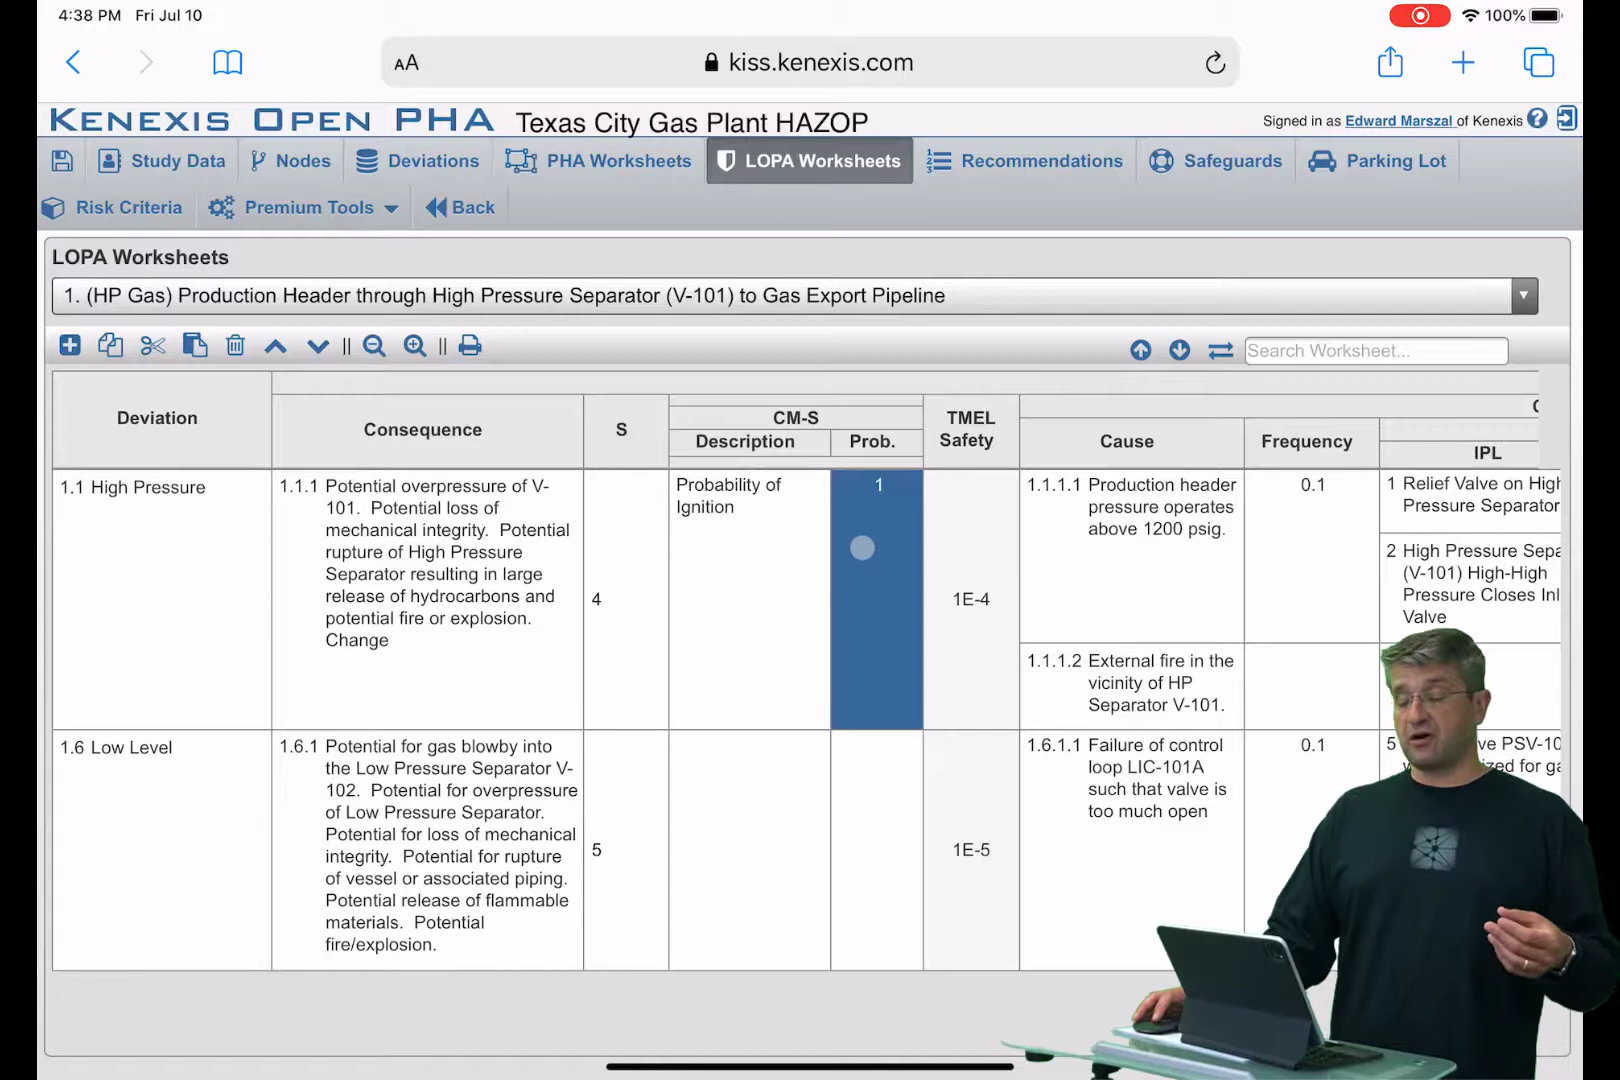 4:38 PM Fri Jul 10
100%
AA kiss.kenexis.com
KENEXIS OPEN PHA Texas City Gas Plant HAZOP
Signed in as Edward Marszal of Kenexis
Study Data Nodes Deviations PHA Worksheets LOPA Worksheets Recommendations Safeguards Parking Lot
Risk Criteria Premium Tools Back
LOPA Worksheets
1. (HP Gas) Production Header through High Pressure Separator (V-101) to Gas Export Pipeline
Search Worksheet...
Deviation
Consequence
S
CM-S
Description
Prob.
TMEL
Safety
Cause
Frequency
IPL
1.1 High Pressure
1.1.1 Potential overpressure of V-
101. Potential loss of
mechanical integrity. Potential
rupture of High Pressure
Separator resulting in large
release of hydrocarbons and
potential fire or explosion.
Change
4
Probability of
Ignition
1
1E-4
1.1.1.1 Production header
pressure operates
above 1200 psig.
0.1
1 Relief Valve on High
Pressure Separator
2 High Pressure Sepa
(V-101) High-High
Pressure Closes Inl
Valve
1.1.1.2 External fire in the
vicinity of HP
Separator V-101.
1.6 Low Level
1.6.1 Potential for gas blowby into
the Low Pressure Separator V-
102. Potential for overpressure
of Low Pressure Separator.
Potential for loss of mechanical
integrity. Potential for rupture
of vessel or associated piping.
Potential release of flammable
materials. Potential
fire/explosion.
5
1E-5
1.6.1.1 Failure of control
loop LIC-101A
such that valve is
too much open
0.1
5 ve PSV-10
ized for ga